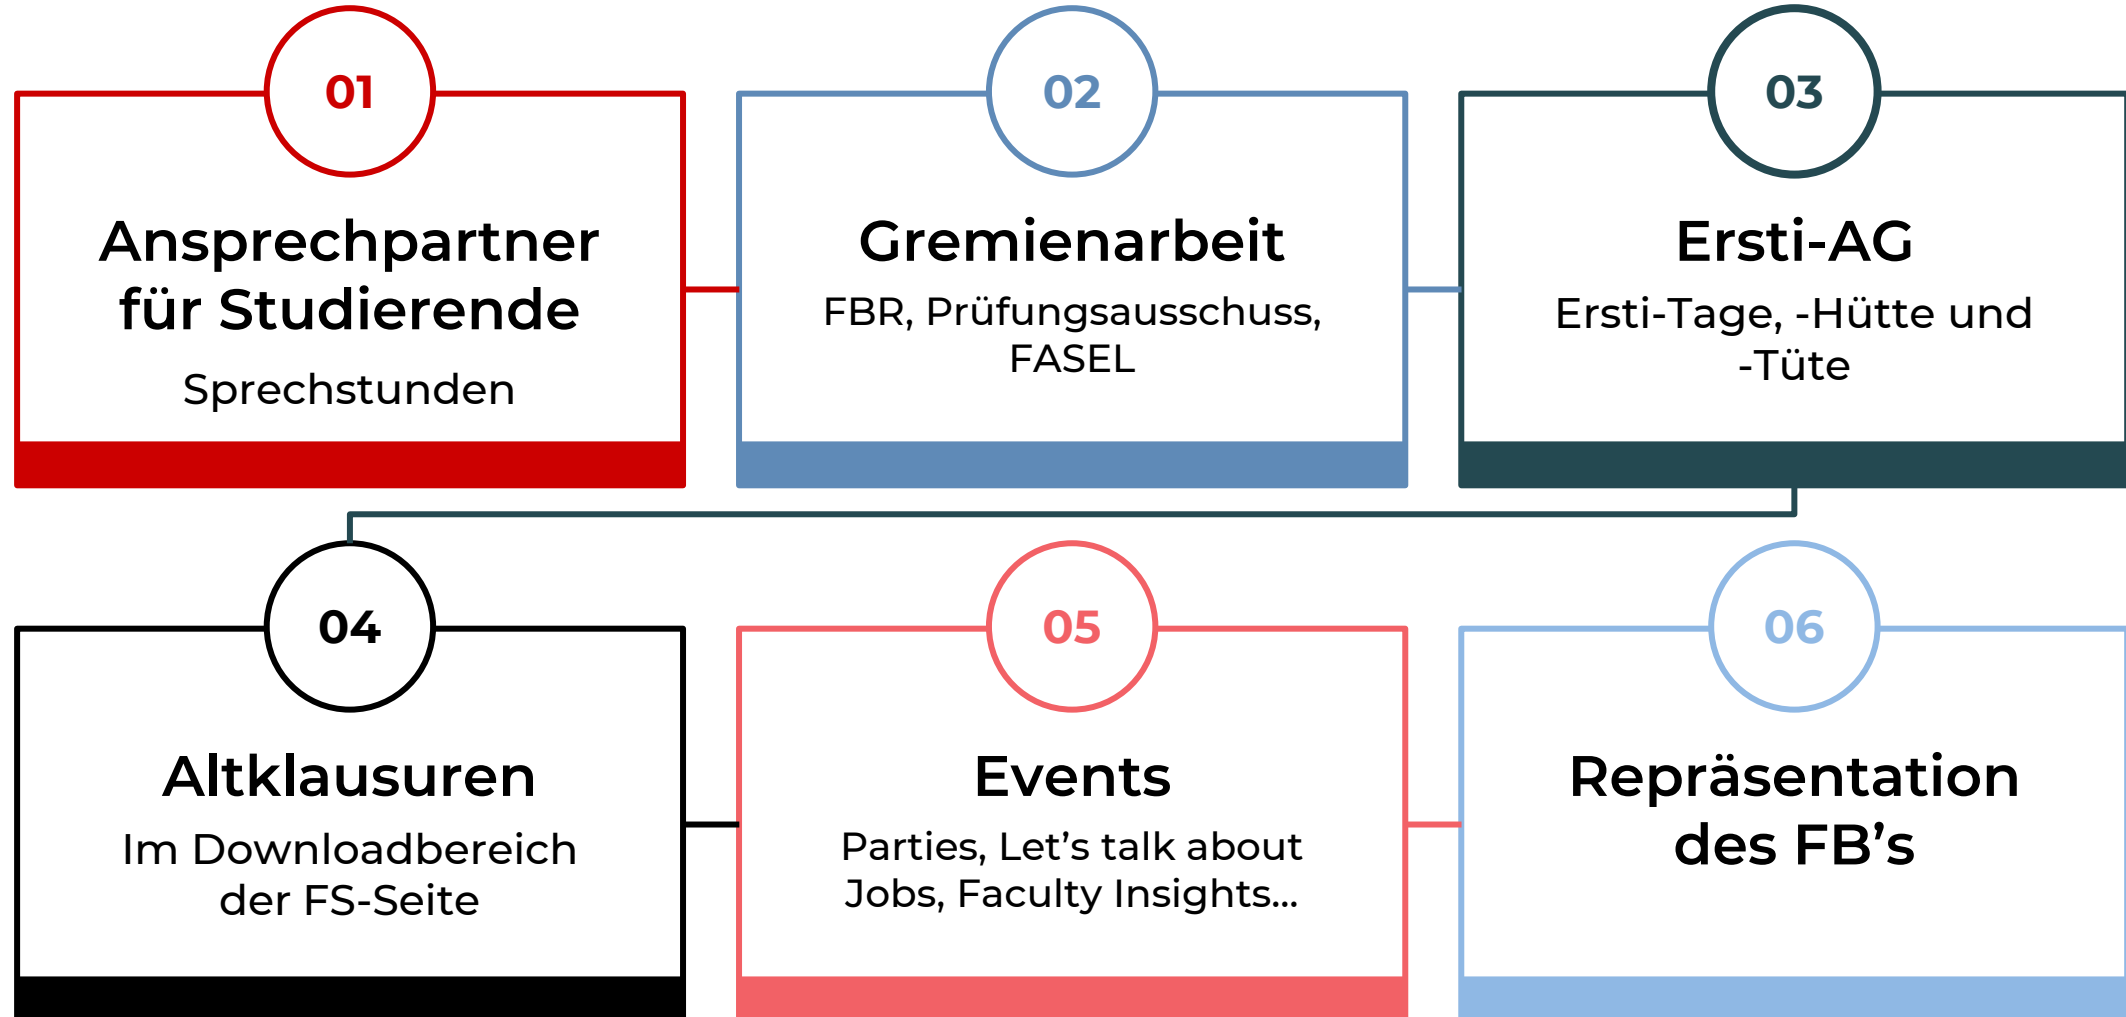 01
Ansprechpartner
für Studierende
Sprechstunden
02
Gremienarbeit
FBR, Prüfungsausschuss,
FASEL
03
Ersti-AG
Ersti-Tage, -Hütte und
-Tüte
04
Altklausuren
Im Downloadbereich
der FS-Seite
05
Events
Parties, Let’s talk about
Jobs, Faculty Insights...
06
Repräsentation
des FB’s